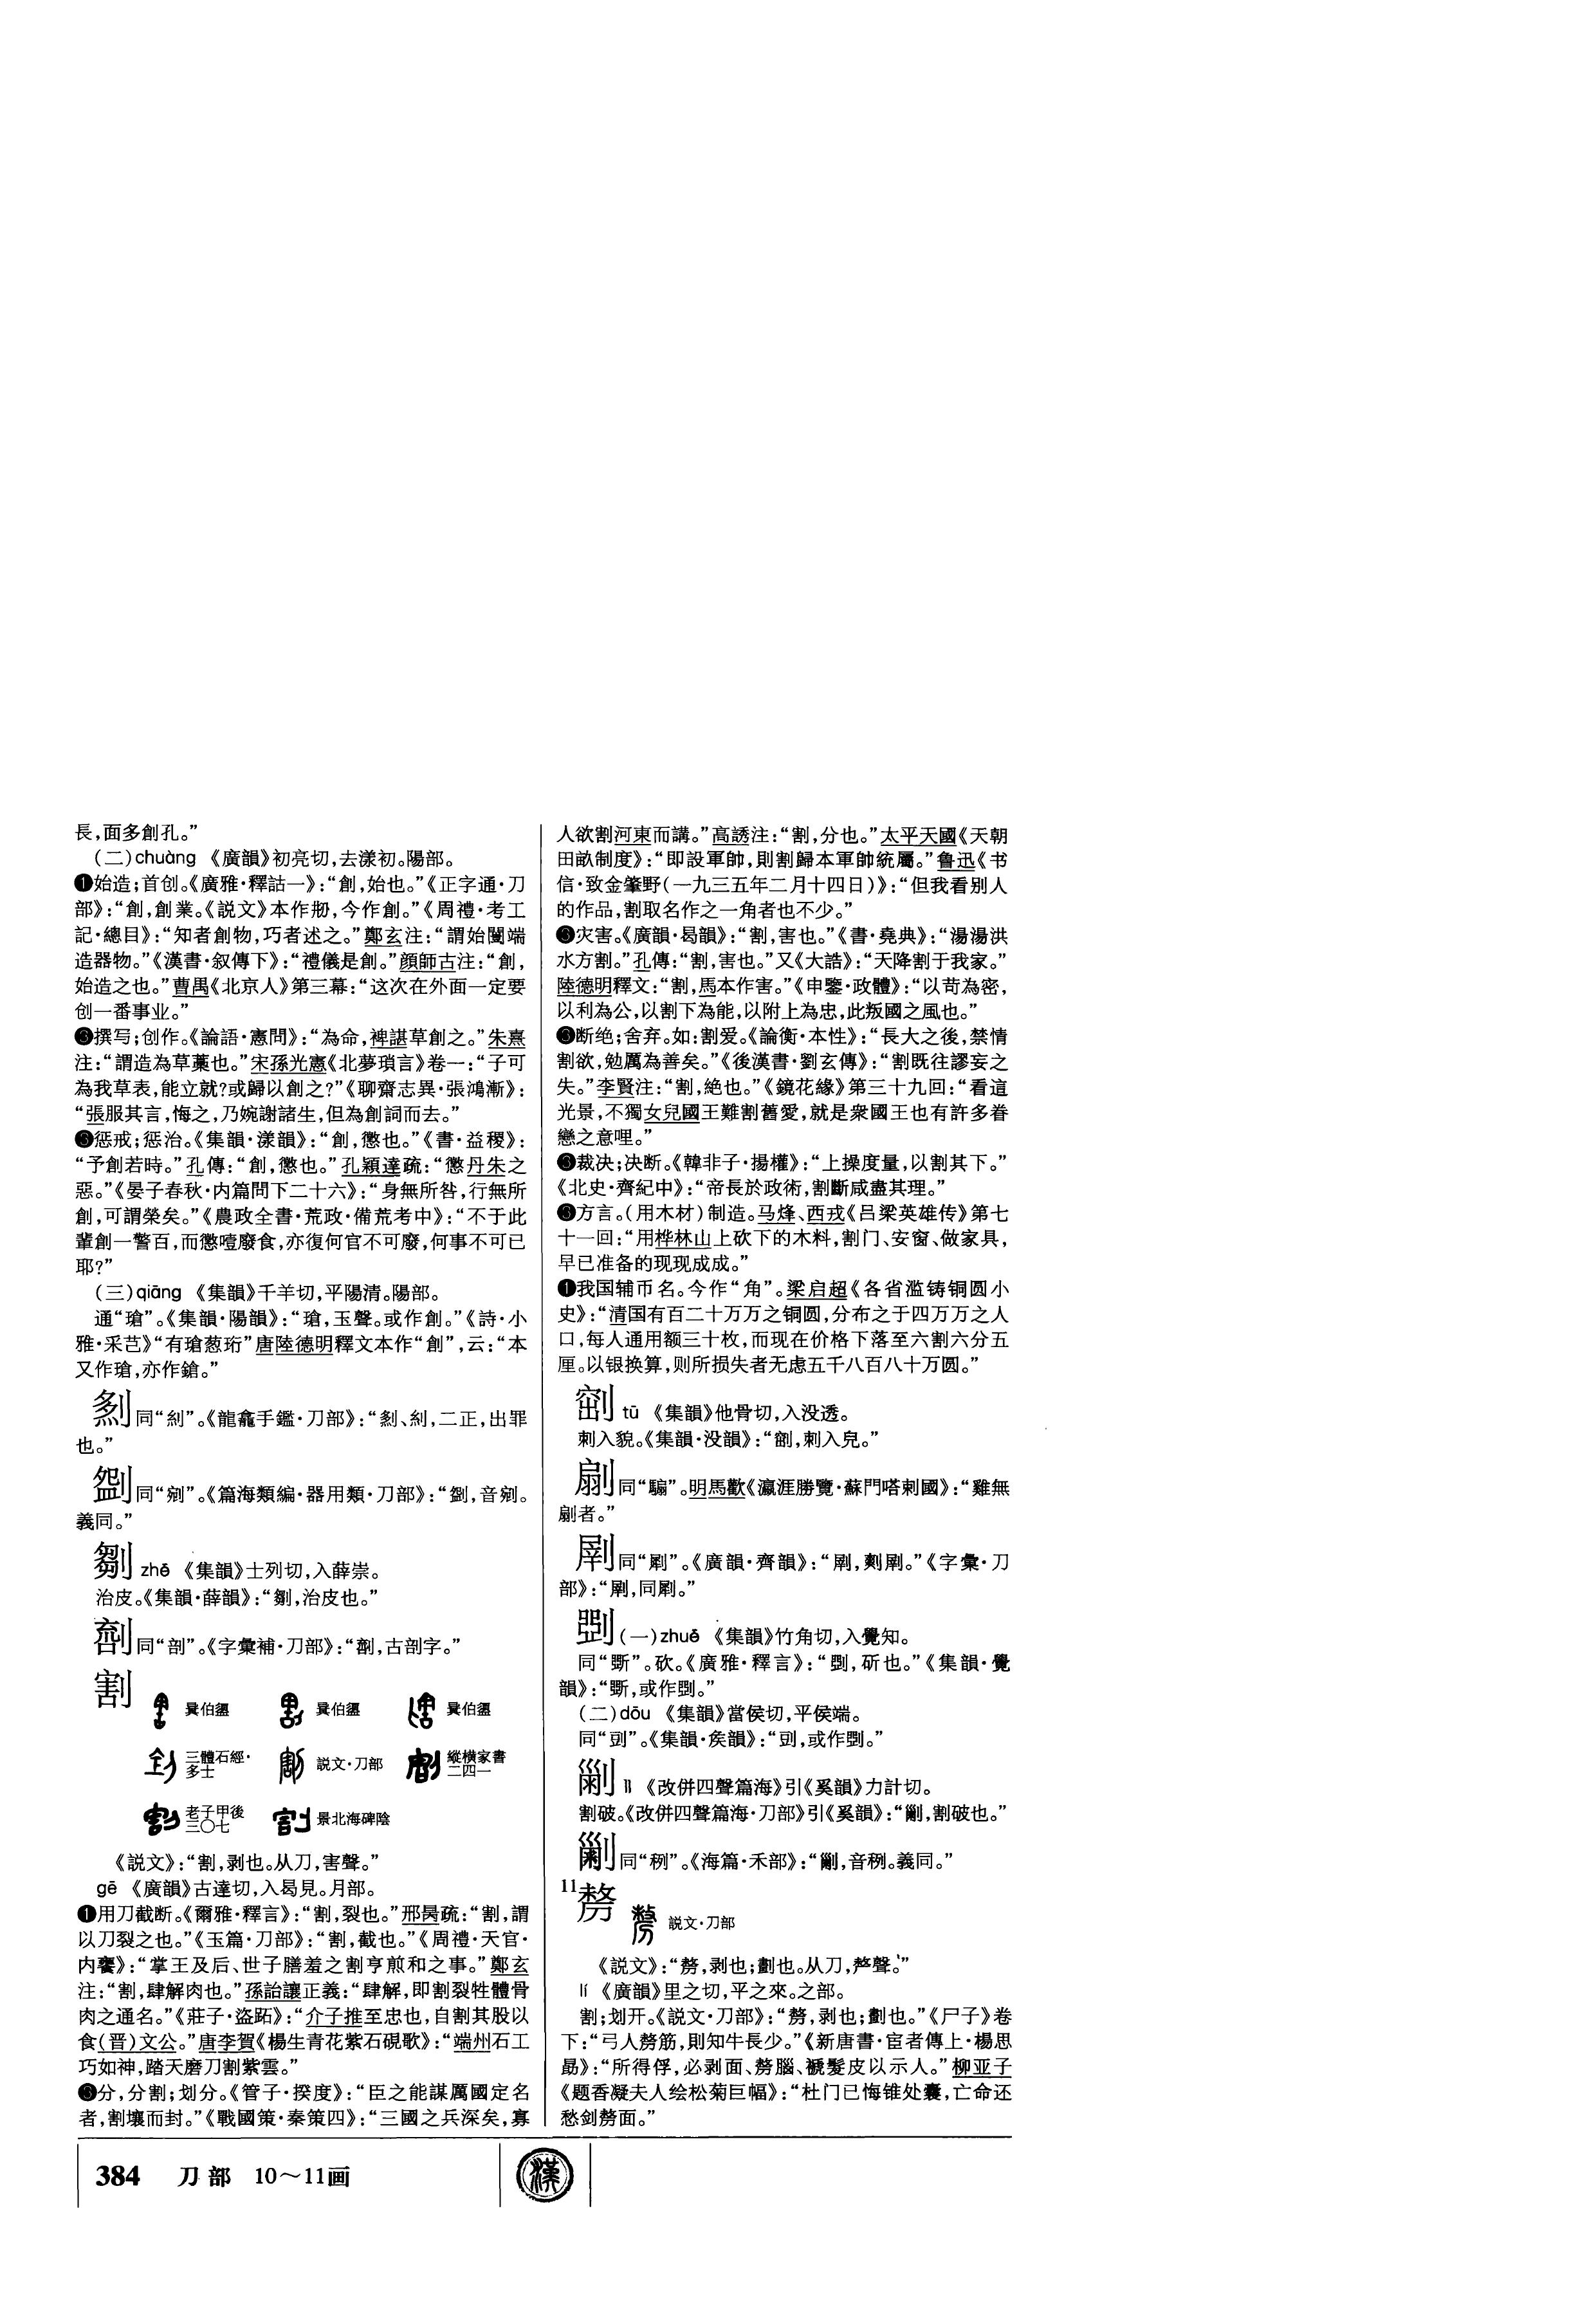 長，面多創孔。”
（二）chuàng 《廣韻》初亮切，去漾初。陽部。
❶始造；首创。《廣雅·釋詁一》：“創，始也。”《正字通·刀
部》：“創，創業。《説文》本作刱，今作創。”《周禮·考工
記·總目》：“知者創物，巧者述之。”鄭玄注：“謂始闓端
造器物。”《漢書·叙傳下》：“禮儀是創。”顔師古注：“創，
始造之也。”曹禺《北京人》第三幕：“这次在外面一定要
创一番事业。”
撰写；创作。《論語·憲問》：“為命，裨諶草創之。”朱熹
注：“謂造為草藁也。”宋孫光憲《北夢瑣言》卷一：“子可
為我草表，能立就？或歸以創之？”《聊齋志異·張鴻漸》：
“張服其言，悔之，乃婉謝諸生，但為創詞而去。”
惩戒；惩治。《集韻·漾韻》：“創，懲也。”《書·益稷》：
“予創若時。”孔傳：“創，懲也。”孔穎達疏：“懲丹朱之
惡。”《晏子春秋·内篇問下二十六》：“身無所咎，行無所
創，可謂榮矣。”《農政全書·荒政·備荒考中》：“不于此
輩創一警百，而懲噎廢食，亦復何官不可廢，何事不可已
耶？”
（三）qiāng 《集韻》千羊切，平陽清。陽部。
通“瑲”。《集韻·陽韻》：“瑲，玉聲。或作創。”《詩·小
雅·采芑》“有瑲葱珩”唐陸德明釋文本作“創”，云：“本
又作瑲，亦作鎗。”
同“㓨”。《龍龕手鑑·刀部》：“二正，出罪
也。”
同“剜”。《篇海類編·器用類·刀部》：“音剜。
義同。”
zhé 《集韻》士列切，入薛崇。
治皮。《集韻·薛韻》：“治皮也。”
同“剖”。《字彙補·刀部》：“古剖字。”
割
㠱伯盨 㠱伯盨 㠱伯盨
三體石經·多士 説文·刀部 縱横家書二四一
老子甲後三〇七 景北海碑陰
《説文》：“割，剥也。从刀，害聲。”
gē 《廣韻》古達切，入曷見。月部。
❶用刀截断。《爾雅·釋言》：“割，裂也。”邢昺疏：“割，謂
以刀裂之也。”《玉篇·刀部》：“割，截也。”《周禮·天官·
内饔》：“掌王及后、世子膳羞之割亨煎和之事。”鄭玄
注：“割，肆解肉也。”孫詒讓正義：“肆解，即割裂牲體骨
肉之通名。”《莊子·盗跖》：“介子推至忠也，自割其股以
食（晋）文公。”唐李賀《楊生青花紫石硯歌》：“端州石工
巧如神，踏天磨刀割紫雲。”
分，分割；划分。《管子·揆度》：“臣之能謀厲國定名
者，割壤而封。”《戰國策·秦策四》：“三國之兵深矣，寡
人欲割河東而講。”高誘注：“割，分也。”太平天國《天朝
田畝制度》：“即設軍帥，則割歸本軍帥統屬。”鲁迅《书
信·致金肇野（一九三五年二月十四日）》：“但我看别人
的作品，割取名作之一角者也不少。”
灾害。《廣韻·曷韻》：“割，害也。”《書·堯典》：“湯湯洪
水方割。”孔傳：“割，害也。”又《大誥》：“天降割于我家。”
陸德明釋文：“割，馬本作害。”《申鑒·政體》：“以苛為密，
以利為公，以割下為能，以附上為忠，此叛國之風也。”
断绝；舍弃。如：割爱。《論衡·本性》：“長大之後，禁情
割欲，勉厲為善矣。”《後漢書·劉玄傳》：“割既往謬妄之
失。”李賢注：“割，絶也。”《鏡花緣》第三十九回：“看這
光景，不獨女兒國王難割舊愛，就是衆國王也有許多眷
戀之意哩。”
裁决；决断。《韓非子·揚權》：“上操度量，以割其下。”
《北史·齊紀中》：“帝長於政術，割斷咸盡其理。”
方言。（用木材）制造。马烽、西戎《吕梁英雄传》第七
十一回：“用桦林山上砍下的木料，割门、安窗、做家具，
早已准备的现现成成。”
我国辅币名。今作“角”。梁启超《各省滥铸铜圆小
史》：“清国有百二十万万之铜圆，分布之于四万万之人
口，每人通用额三十枚，而现在价格下落至六割六分五
厘。以银换算，则所损失者无虑五千八百八十万圆。”
tū 《集韻》他骨切，入没透。
刺入貌。《集韻·没韻》：“刺入皃。”
同“騸”。明馬歡《瀛涯勝覽·蘇門嗒剌國》：“雞無
者。”
同“”。《廣韻·齊韻》：“”《字彙·刀
部》：“同”
（一）zhuó 《集韻》竹角切，入覺知。
同“斲”。砍。《廣雅·釋言》：“斫也。”《集韻·覺
韻》：“斲，或作”
（二）dōu 《集韻》當侯切，平侯端。
同“剅”。《集韻·矦韻》：“剅，或作”
lì 《改併四聲篇海》引《奚韻》力計切。
割破。《改併四聲篇海·刀部》引《奚韻》：“割破也。”
同“”。《海篇·禾部》：“音义同。”
11 剺
説文·刀部
《説文》：“剺，剥也；劃也。从刀，𠩺聲。”
lí 《廣韻》里之切，平之來。之部。
割；划开。《説文·刀部》：“剺，剥也；劃也。”《尸子》卷
下：“弓人剺筋，則知牛長少。”《新唐書·宦者傳上·楊思
勗》：“所得俘，必剥面、剺腦、褫髮皮以示人。”柳亚子
《题香凝夫人绘松菊巨幅》：“杜门已悔锥处囊，亡命还
愁剑剺面。”
384 刀部 10～11画
漢